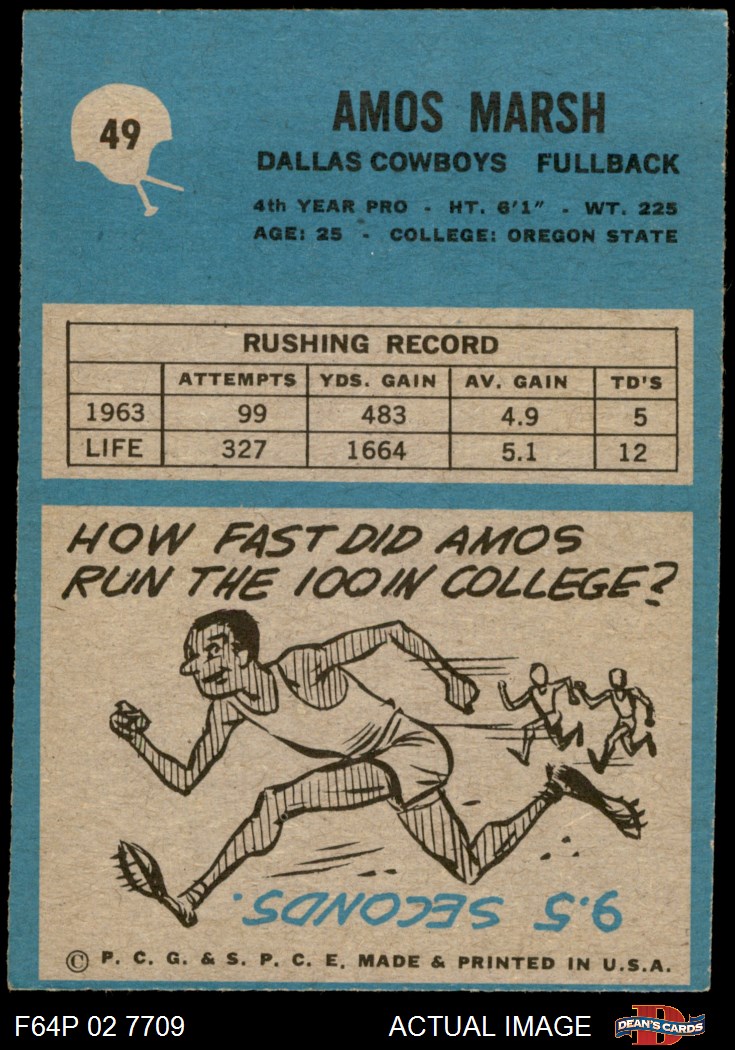 49
AMOS MARSH
DALLAS COWBOYS FULLBACK
4th YEAR PRO - HT. 6'1" - WT. 225
AGE: 25 - COLLEGE: OREGON STATE
RUSHING RECORD
ATTEMPTS YDS. GAIN AV. GAIN TD'S
1963 99 483 4.9 5
LIFE 327 1664 5.1 12
HOW FAST DID AMOS
RUN THE 100 IN COLLEGE?
9.5 SECONDS.
© P. C. G. & S. P. C. E. MADE & PRINTED IN U.S.A.
F64P 02 7709 ACTUAL IMAGE D DEAN'S CARDS